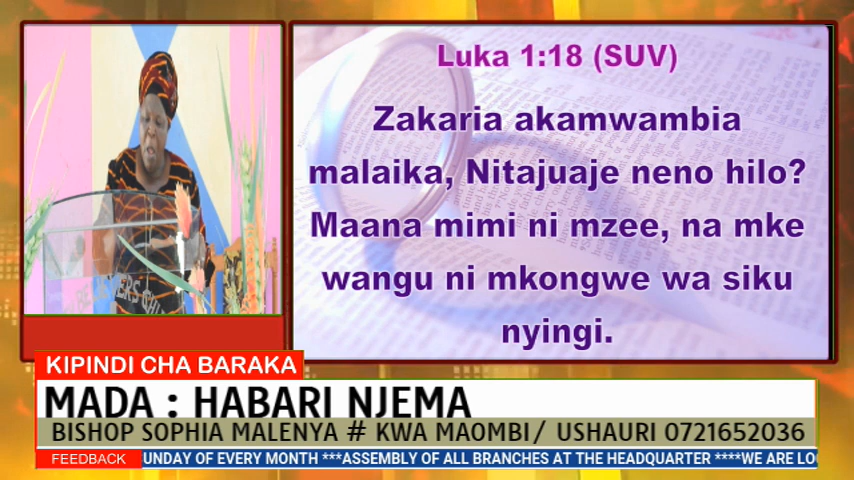 Luka 1:18 (SUV)
Zakaria akamwambia
malaika, Nitajuaje neno hilo?
Maana mimi ni mzee, na mke
wangu ni mkongwe wa siku
nyingi.
KIPINDI CHA BARAKA
MADA : HABARI NJEMA
BISHOP SOPHIA MALENYA # KWA MAOMBI/ USHAURI 0721652036
FEEDBACK
UNDAY OF EVERY MONTH ***ASSEMBLY OF ALL BRANCHES AT THE HEADQUARTER ****WE ARE LO